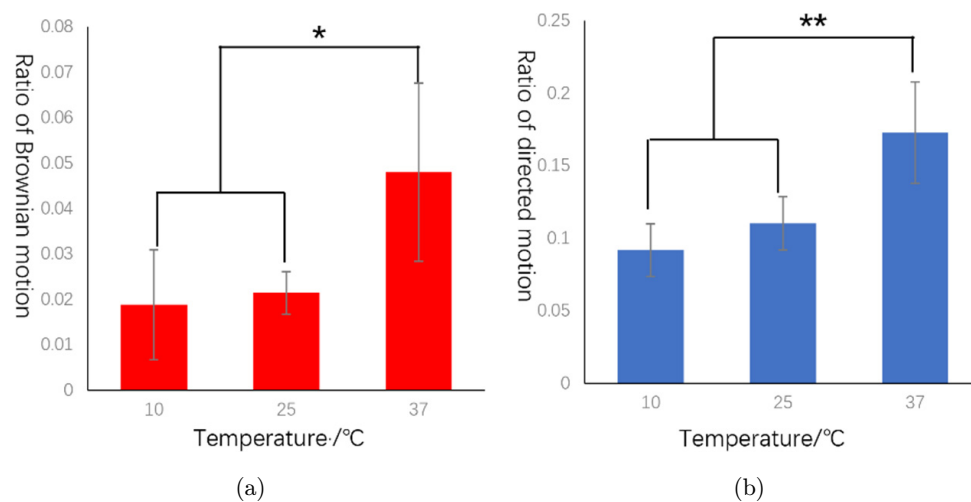 0.08
0.07
0.06
0.05
0.04
0.03
0.02
0.01
0
Ratio of Brownian motion
*
10 25 37
Temperature·/℃
(a)
0.25
0.2
0.15
0.1
0.05
0
Ratio of directed motion
**
10 25 37
Temperature/℃
(b)